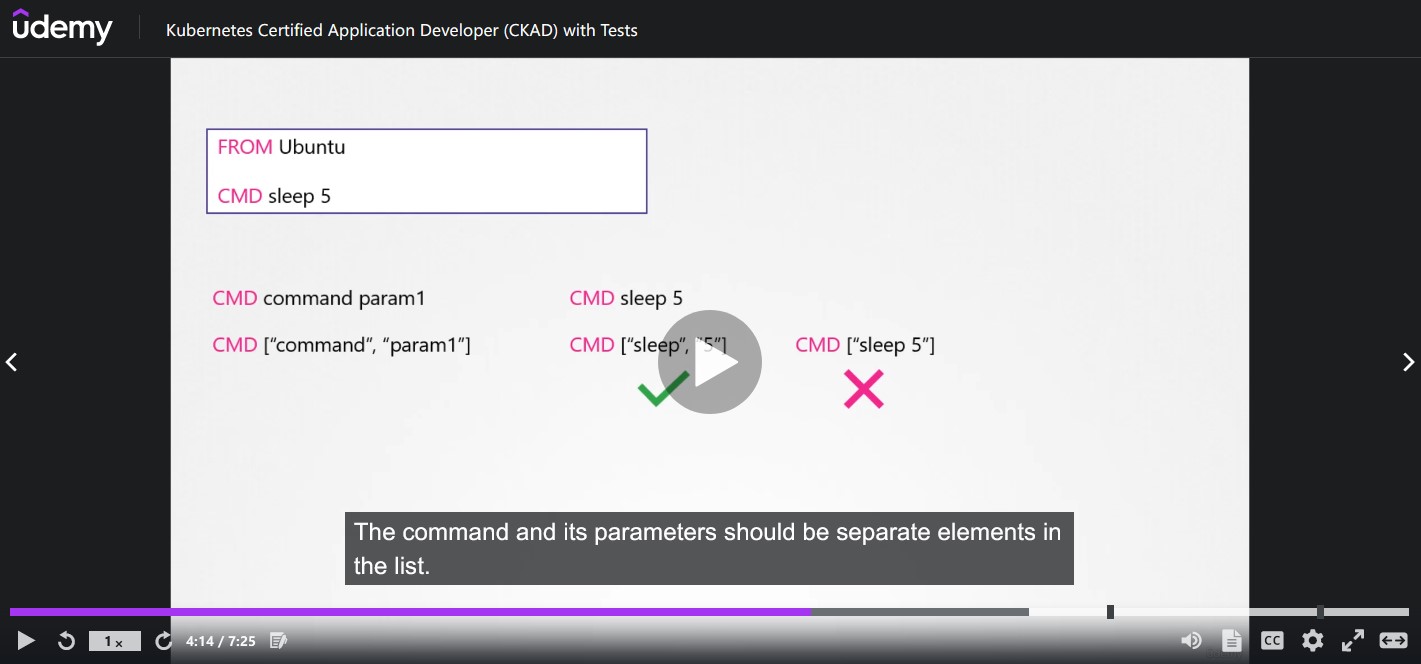 udemy
Kubernetes Certified Application Developer (CKAD) with Tests
FROM Ubuntu
CMD sleep 5
CMD command param1
CMD sleep 5
CMD [“command”, “param1”]
CMD [“sleep”, “5”]
CMD [“sleep 5”]
The command and its parameters should be separate elements in
the list.
1 x
4:14 / 7:25
CC